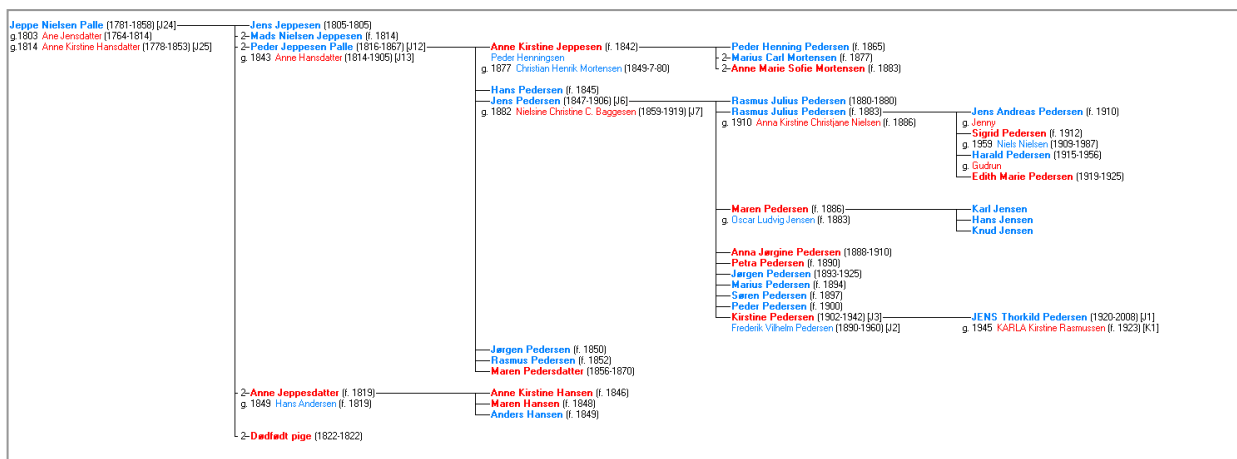 Jeppe Nielsen Palle (1781-1858) [J24]
g.1803 Ane Jensdatter (1764-1814)
g.1814 Anne Kirstine Hansdatter (1778-1853) [J25]
Jens Jeppesen (1805-1805)
2 Mads Nielsen Jeppesen (f. 1814)
2 Peder Jeppesen Palle (1816-1867) [J12]
g. 1843 Anne Hansdatter (1814-1905) [J13]
Anne Kirstine Jeppesen (f. 1842)
Peder Henningsen
g. 1877 Christian Henrik Mortensen (1849-7-80)
Peder Henning Pedersen (f. 1865)
2 Marius Carl Mortensen (f. 1877)
2 Anne Marie Sofie Mortensen (f. 1883)
Hans Pedersen (f. 1845)
Jens Pedersen (1847-1906) [J6]
g. 1882 Nielsine Christine C. Baggesen (1859-1919) [J7]
Rasmus Julius Pedersen (1880-1880)
Rasmus Julius Pedersen (f. 1883)
g. 1910 Anna Kirstine Christjane Nielsen (f. 1886)
Jens Andreas Pedersen (f. 1910)
g. Jenny
Sigrid Pedersen (f. 1912)
g. 1959 Niels Nielsen (1909-1987)
Harald Pedersen (1915-1956)
g. Gudrun
Edith Marie Pedersen (1919-1925)
Maren Pedersen (f. 1886)
g. Oscar Ludvig Jensen (f. 1883)
Karl Jensen
Hans Jensen
Knud Jensen
Anna Jørgine Pedersen (1888-1910)
Petra Pedersen (f. 1890)
Jørgen Pedersen (1893-1925)
Marius Pedersen (f. 1894)
Søren Pedersen (f. 1897)
Peder Pedersen (f. 1900)
Kirstine Pedersen (1902-1942) [J3]
Frederik Vilhelm Pedersen (1890-1960) [J2]
JENS Thorkild Pedersen (1920-2008) [J1]
g. 1945 KARLA Kirstine Rasmussen (f. 1923) [K1]
Jørgen Pedersen (f. 1850)
Rasmus Pedersen (f. 1852)
Maren Pedersdatter (1856-1870)
2 Anne Jeppesdatter (f. 1819)
g. 1849 Hans Andersen (f. 1819)
Anne Kirstine Hansen (f. 1846)
Maren Hansen (f. 1848)
Anders Hansen (f. 1849)
2 Dødfødt pige (1822-1822)